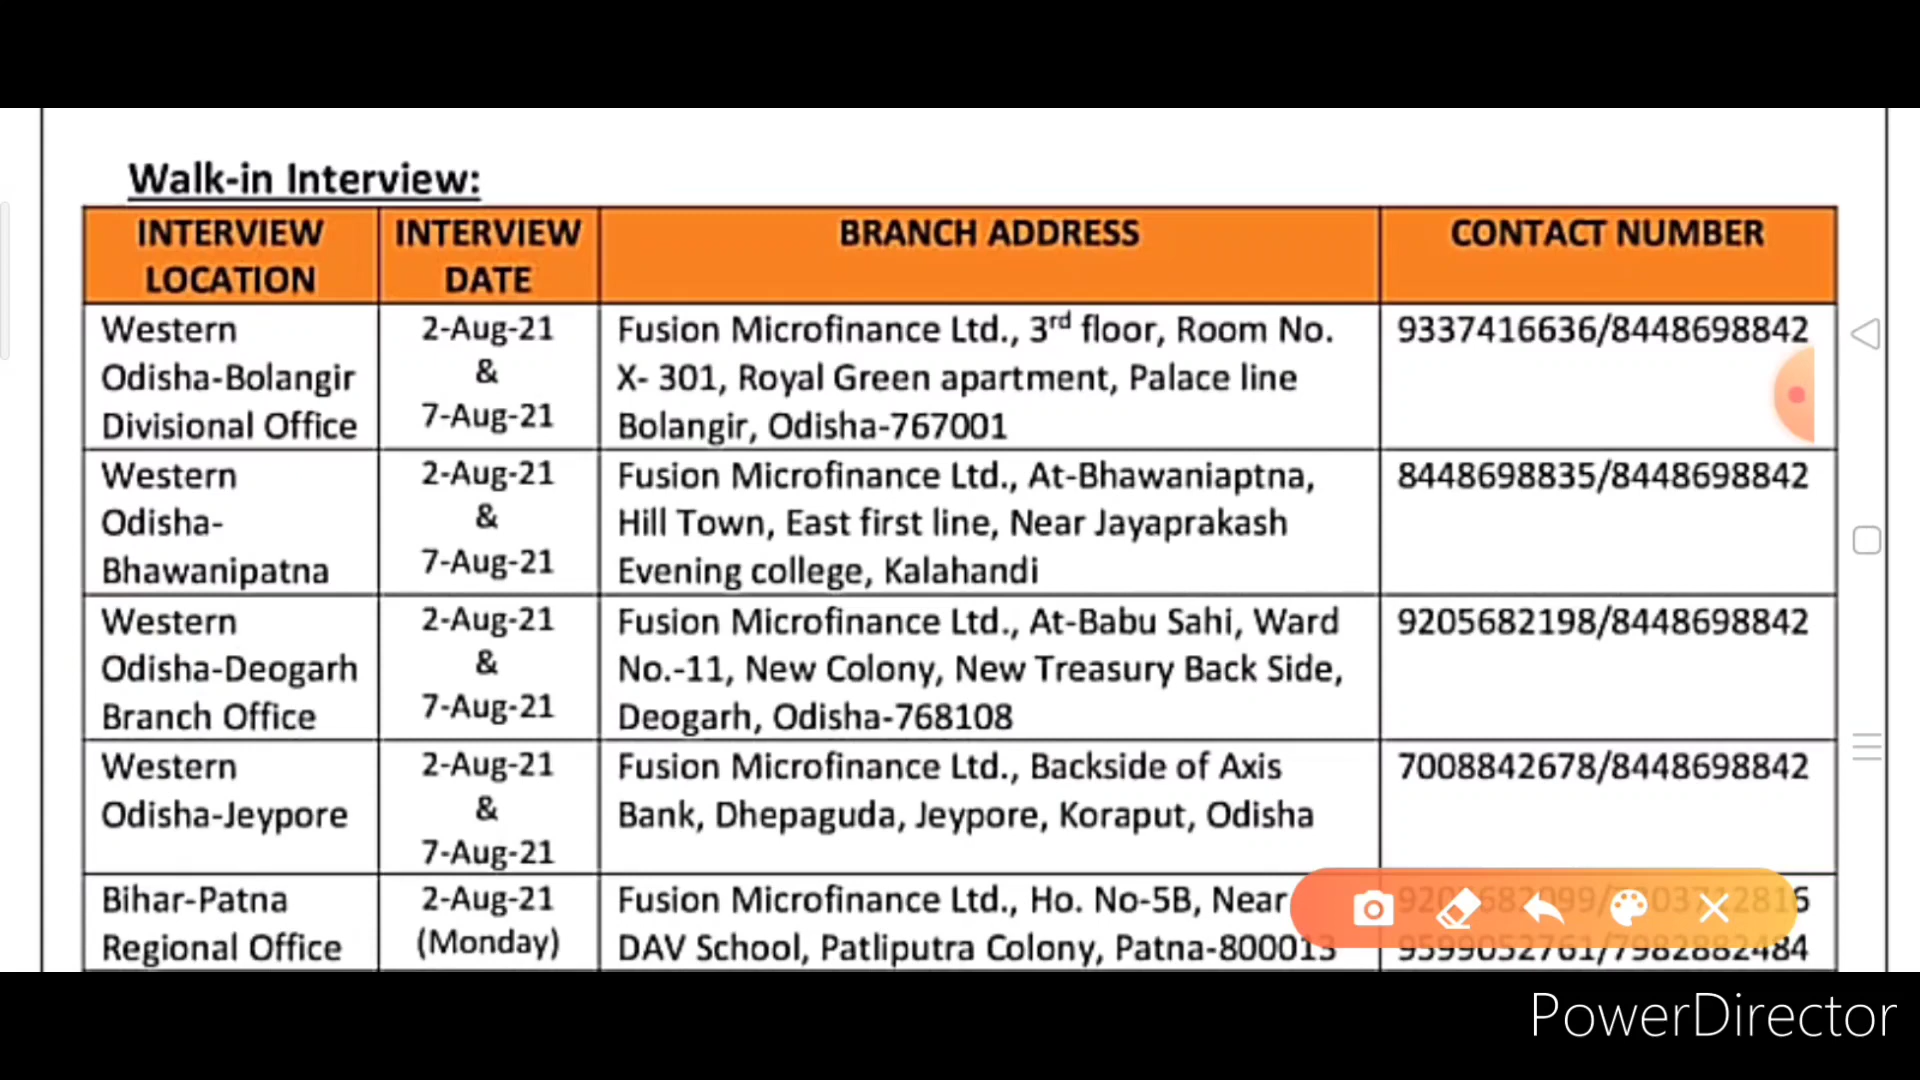 Walk-in Interview:
INTERVIEW LOCATION
INTERVIEW DATE
BRANCH ADDRESS
CONTACT NUMBER
Western
Odisha-Bolangir
Divisional Office
2-Aug-21
&
7-Aug-21
Fusion Microfinance Ltd., 3rd floor, Room No.
X- 301, Royal Green apartment, Palace line
Bolangir, Odisha-767001
9337416636/8448698842
Western
Odisha-
Bhawanipatna
2-Aug-21
&
7-Aug-21
Fusion Microfinance Ltd., At-Bhawaniaptna,
Hill Town, East first line, Near Jayaprakash
Evening college, Kalahandi
8448698835/8448698842
Western
Odisha-Deogarh
Branch Office
2-Aug-21
&
7-Aug-21
Fusion Microfinance Ltd., At-Babu Sahi, Ward
No.-11, New Colony, New Treasury Back Side,
Deogarh, Odisha-768108
9205682198/8448698842
Western
Odisha-Jeypore
2-Aug-21
&
7-Aug-21
Fusion Microfinance Ltd., Backside of Axis
Bank, Dhepaguda, Jeypore, Koraput, Odisha
7008842678/8448698842
Bihar-Patna
Regional Office
2-Aug-21
(Monday)
Fusion Microfinance Ltd., Ho. No-5B, Near
DAV School, Patliputra Colony, Patna-800013
9599052761/7982882484
PowerDirector